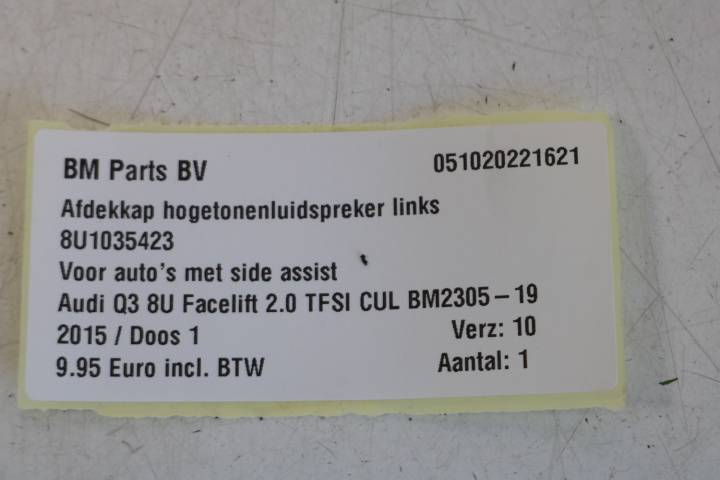 BM Parts BV 051020221621
Afdekkap hogetonenluidspreker links
8U1035423
Voor auto's met side assist
Audi Q3 8U Facelift 2.0 TFSI CUL BM2305-19
2015 / Doos 1 Verz: 10
9.95 Euro incl. BTW Aantal: 1